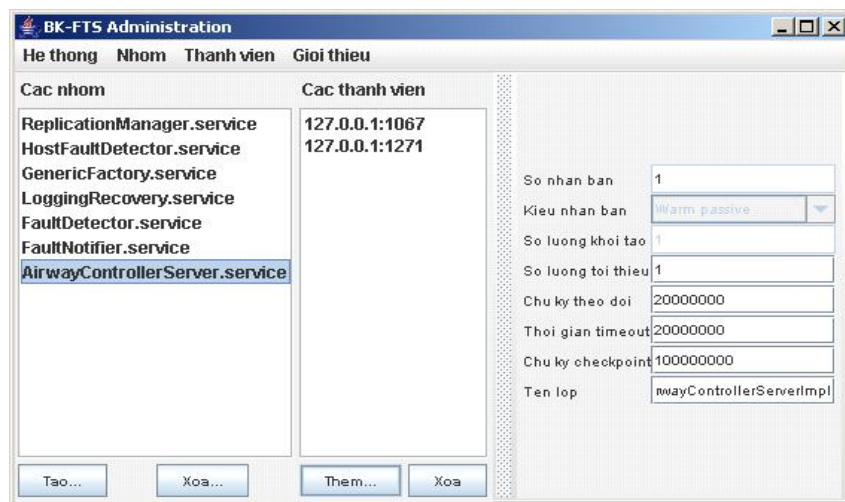 BK-FTS Administration
He thong Nhom Thanh vien Gioi thieu
Cac nhom
ReplicationManager.service
HostFaultDetector.service
GenericFactory.service
LoggingRecovery.service
FaultDetector.service
FaultNotifier.service
AirwayControllerServer.service
Tao...
Xoa...
Cac thanh vien
127.0.0.1:1067
127.0.0.1:1271
Them...
Xoa
So nhan ban 1
Kieu nhan ban Warm passive
So luong khoi tao 1
So luong toi thieu 1
Chu ky theo doi 20000000
Thoi gian timeout 20000000
Chu ky checkpoint 100000000
Ten lop wayControllerServerImpl